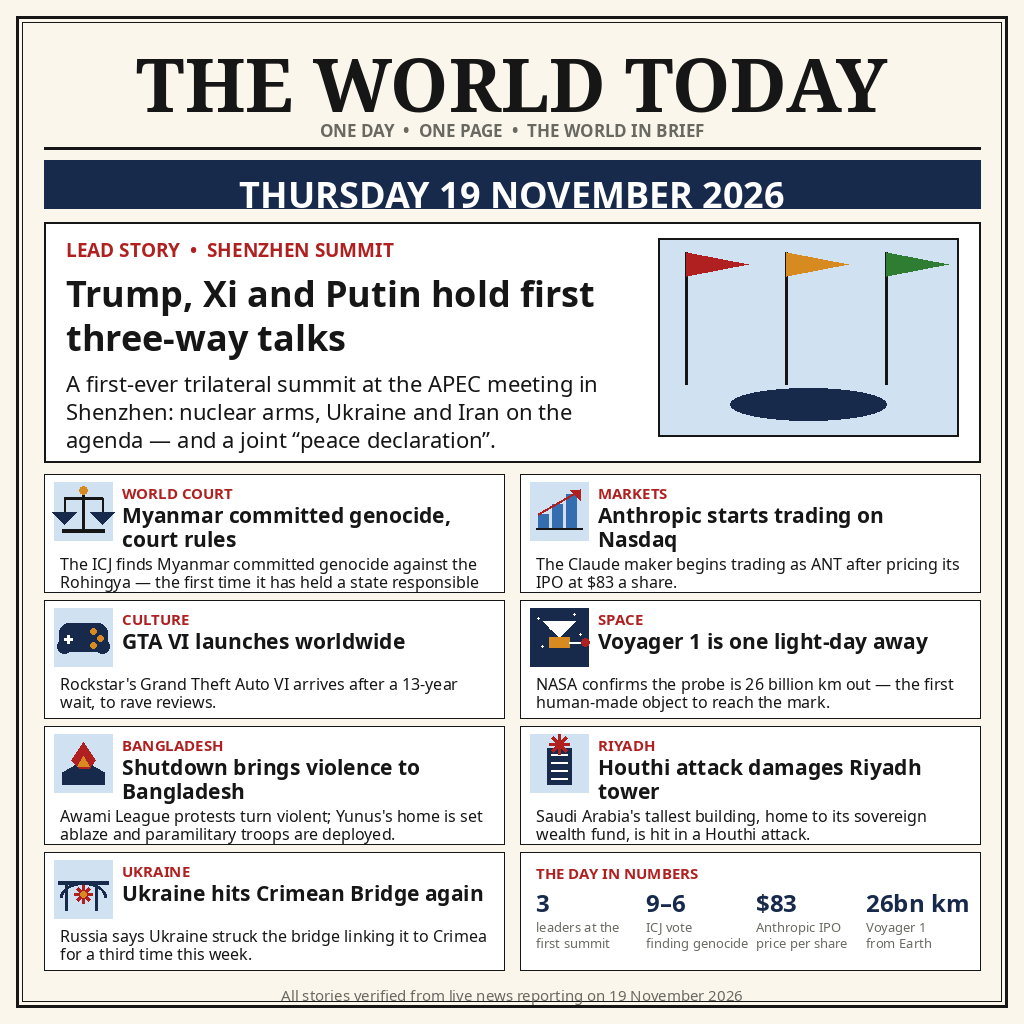 THE WORLD TODAY
ONE DAY • ONE PAGE • THE WORLD IN BRIEF
THURSDAY 19 NOVEMBER 2026
LEAD STORY • SHENZHEN SUMMIT
Trump, Xi and Putin hold first
three-way talks
A first-ever trilateral summit at the APEC meeting in
Shenzhen: nuclear arms, Ukraine and Iran on the
agenda — and a joint “peace declaration”.
WORLD COURT
Myanmar committed genocide,
court rules
The ICJ finds Myanmar committed genocide against the
Rohingya — the first time it has held a state responsible
MARKETS
Anthropic starts trading on
Nasdaq
The Claude maker begins trading as ANT after pricing its
IPO at $83 a share.
CULTURE
GTA VI launches worldwide
Rockstar's Grand Theft Auto VI arrives after a 13-year
wait, to rave reviews.
SPACE
Voyager 1 is one light-day away
NASA confirms the probe is 26 billion km out — the first
human-made object to reach the mark.
BANGLADESH
Shutdown brings violence to
Bangladesh
Awami League protests turn violent; Yunus's home is set
ablaze and paramilitary troops are deployed.
RIYADH
Houthi attack damages Riyadh
tower
Saudi Arabia's tallest building, home to its sovereign
wealth fund, is hit in a Houthi attack.
UKRAINE
Ukraine hits Crimean Bridge again
Russia says Ukraine struck the bridge linking it to Crimea
for a third time this week.
THE DAY IN NUMBERS
3
leaders at the
first summit
9–6
ICJ vote
finding genocide
$83
Anthropic IPO
price per share
26bn km
Voyager 1
from Earth
All stories verified from live news reporting on 19 November 2026